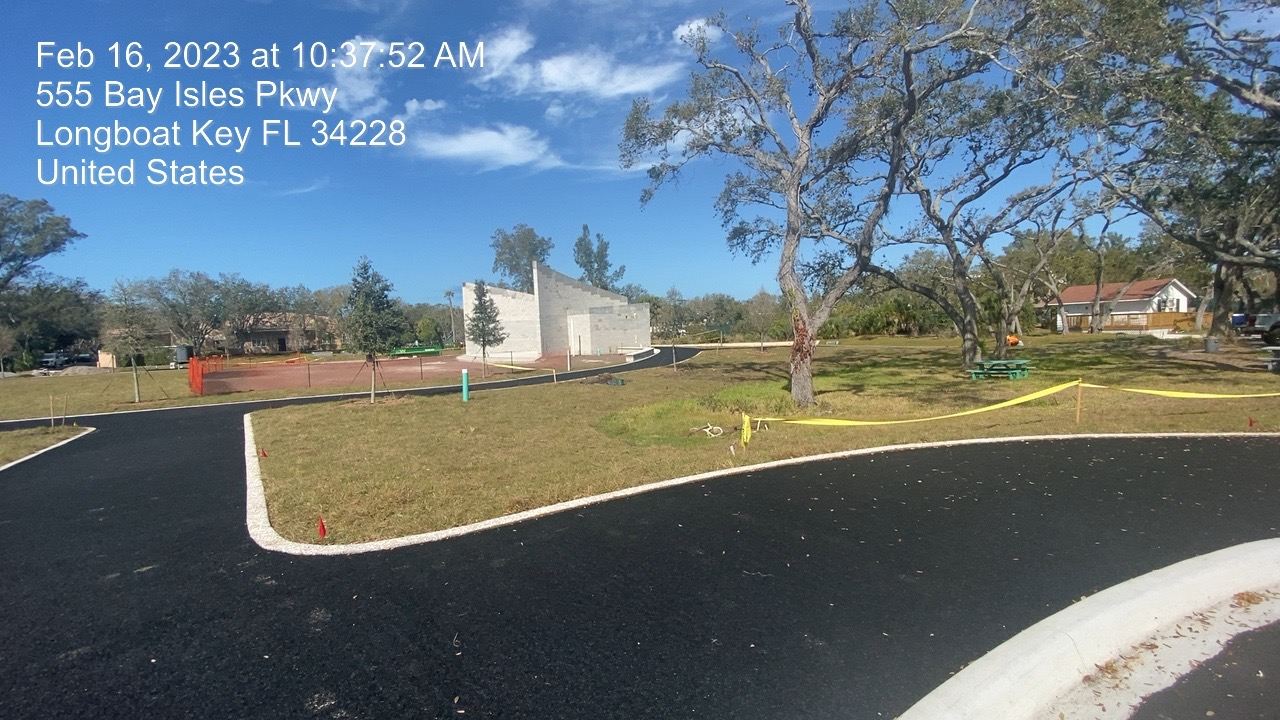 Feb 16, 2023 at 10:37:52 AM
555 Bay Isles Pkwy
Longboat Key FL 34228
United States